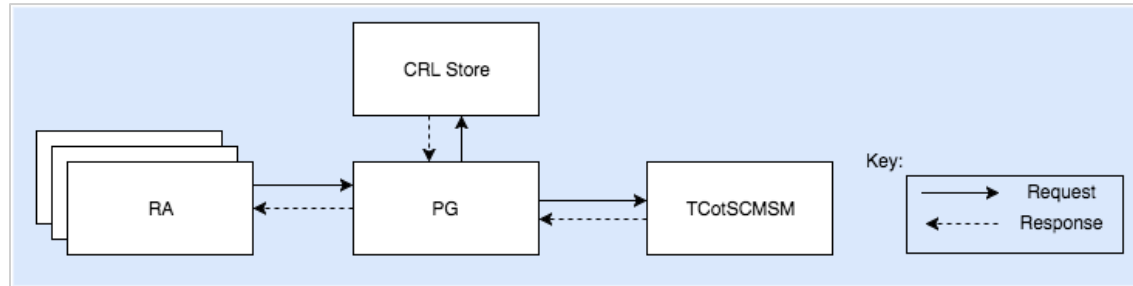 CRL Store
RA
PG
TCotSCMSM
Key:
Request
Response